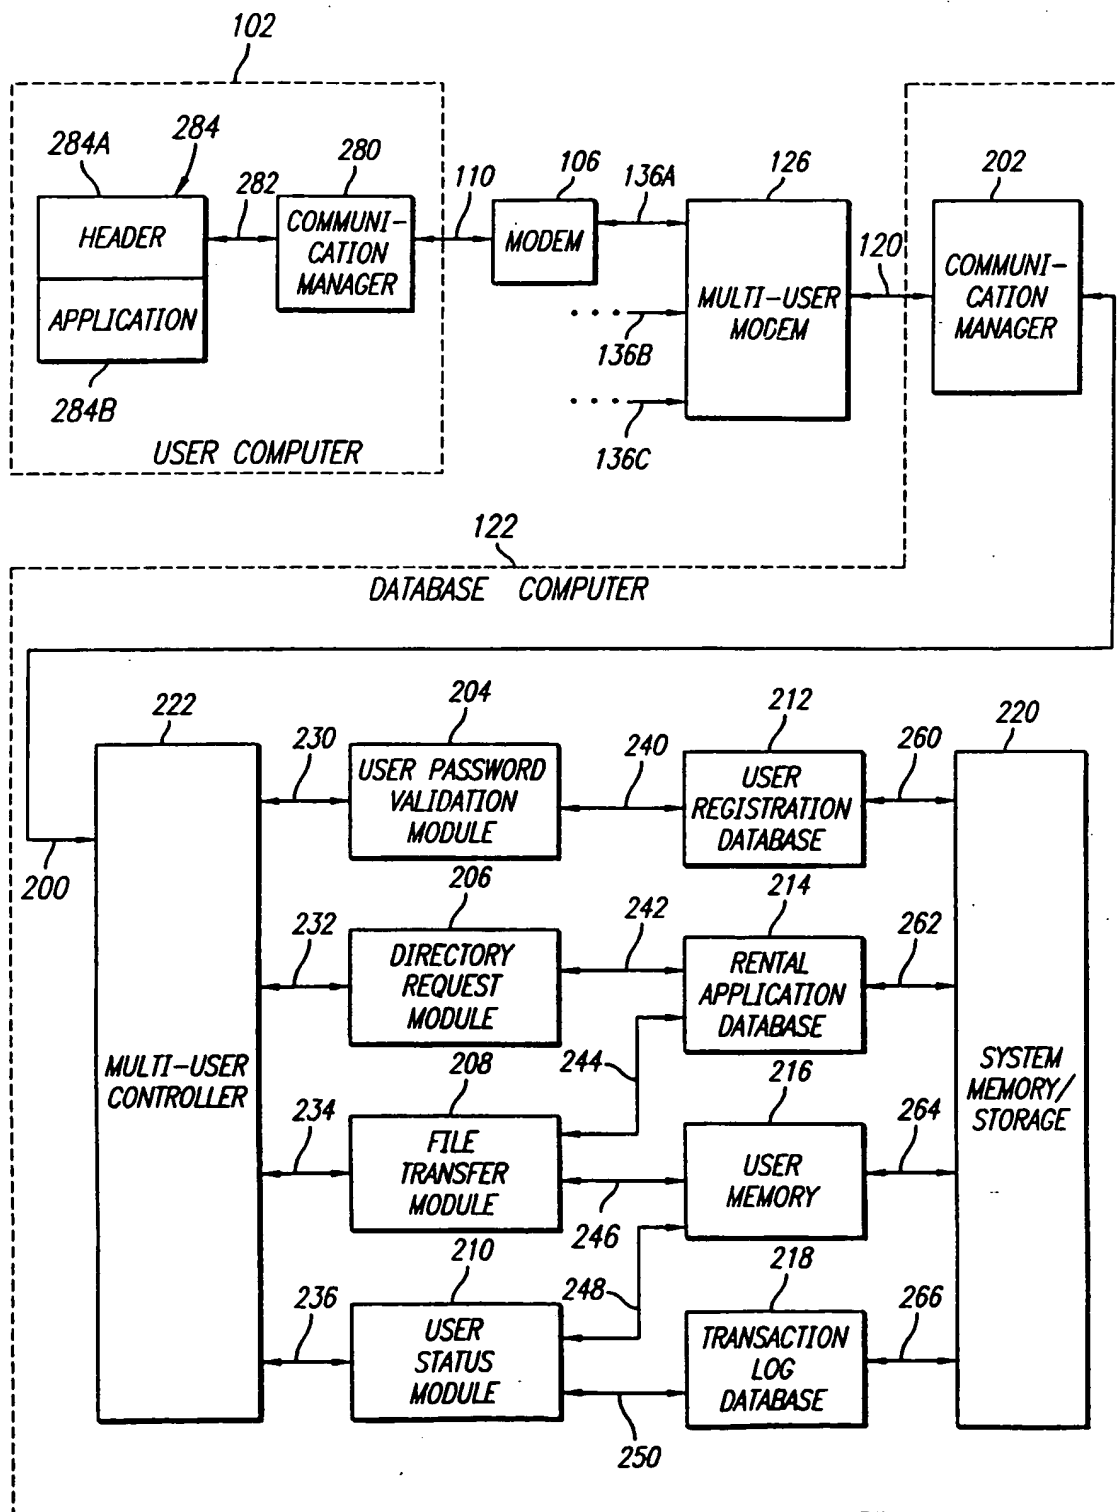 102
284A
284
282
280
110
106
136A
126
202
HEADER
APPLICATION
284B
COMMUNI-
CATION
MANAGER
MODEM
136B
136C
MULTI-USER
MODEM
120
COMMUNI-
CATION
MANAGER
USER COMPUTER
122
DATABASE COMPUTER
200
222
MULTI-USER
CONTROLLER
230
204
USER PASSWORD
VALIDATION
MODULE
240
212
USER
REGISTRATION
DATABASE
260
220
SYSTEM
MEMORY/
STORAGE
232
206
DIRECTORY
REQUEST
MODULE
242
214
RENTAL
APPLICATION
DATABASE
262
244
234
208
FILE
TRANSFER
MODULE
246
216
USER
MEMORY
264
248
236
210
USER
STATUS
MODULE
250
218
TRANSACTION
LOG
DATABASE
266